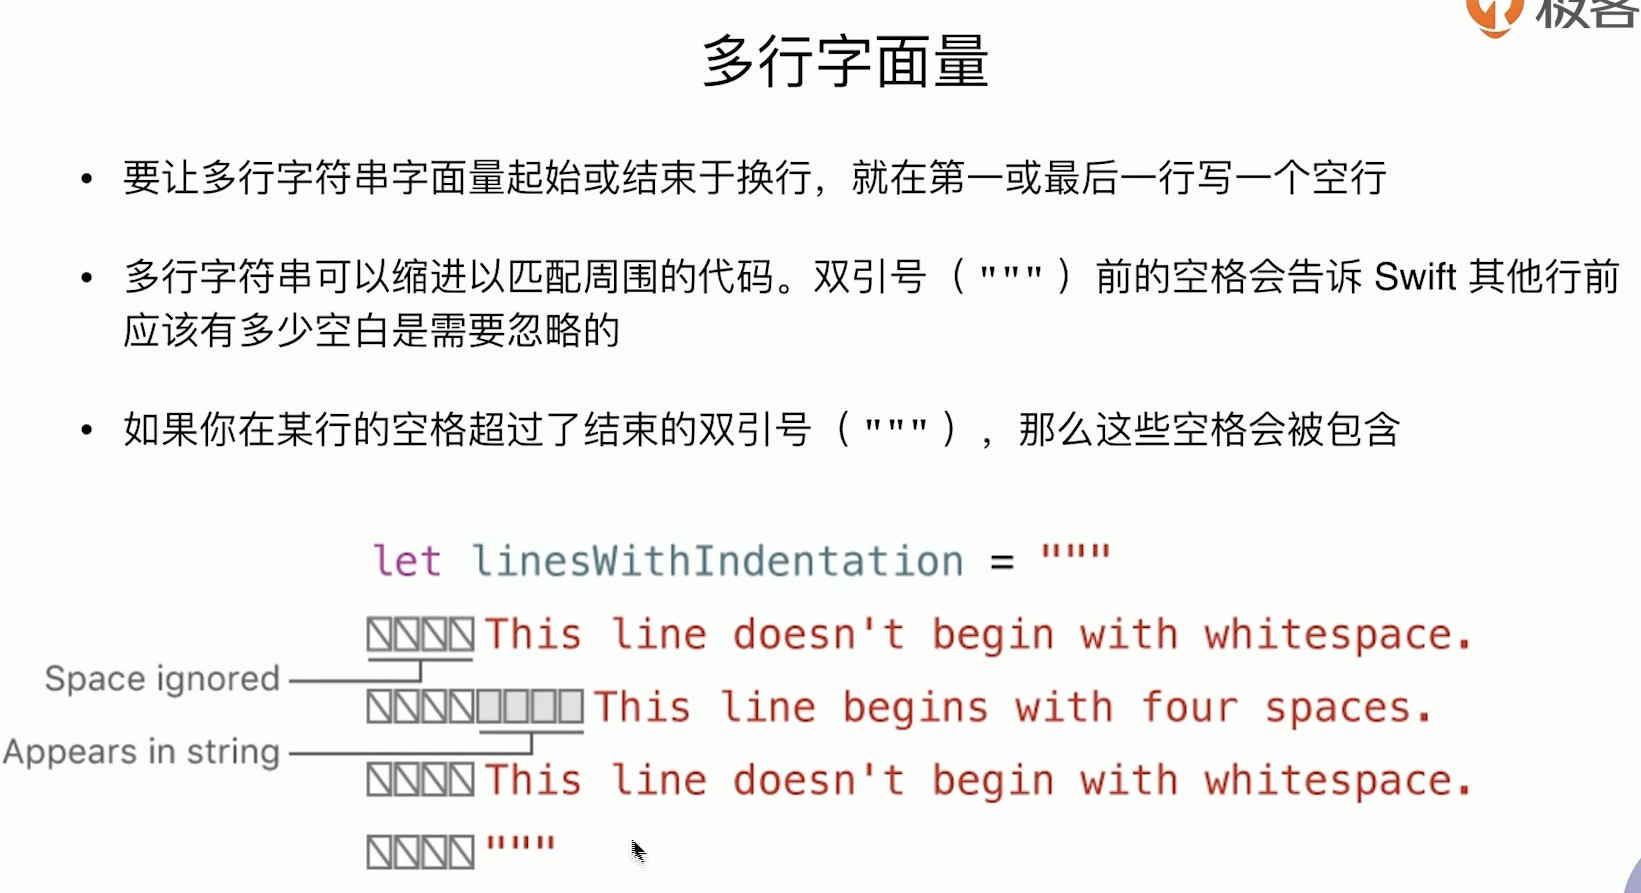 极客
多行字面量
• 要让多行字符串字面量起始或结束于换行，就在第一或最后一行写一个空行
• 多行字符串可以缩进以匹配周围的代码。双引号（"""）前的空格会告诉 Swift 其他行前
应该有多少空白是需要忽略的
• 如果你在某行的空格超过了结束的双引号（"""），那么这些空格会被包含
let linesWithIndentation = """
This line doesn't begin with whitespace.
Space ignored
This line begins with four spaces.
Appears in string
This line doesn't begin with whitespace.
"""